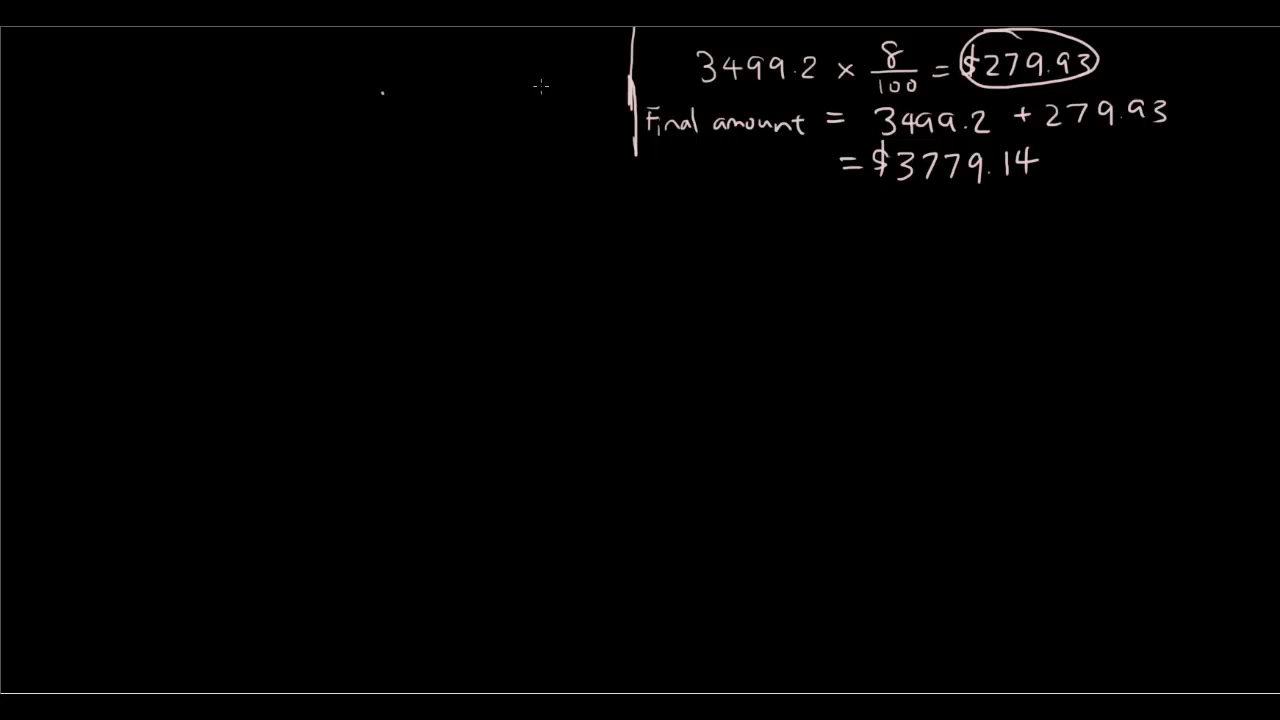 3499.2 × 8/100 = $279.93
Final amount = 3499.2 + 279.93
= $3779.14